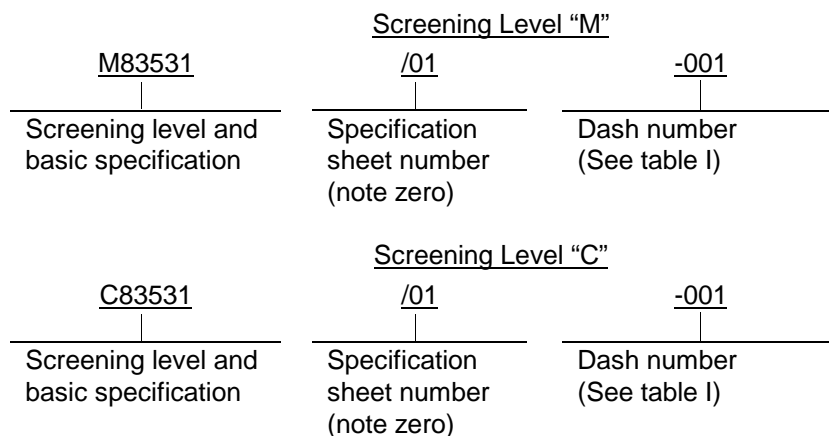 Screening Level “M”
M83531 /01 -001
Screening level and Specification Dash number
basic specification sheet number (See table I)
(note zero)
Screening Level “C”
C83531 /01 -001
Screening level and Specification Dash number
basic specification sheet number (See table I)
(note zero)